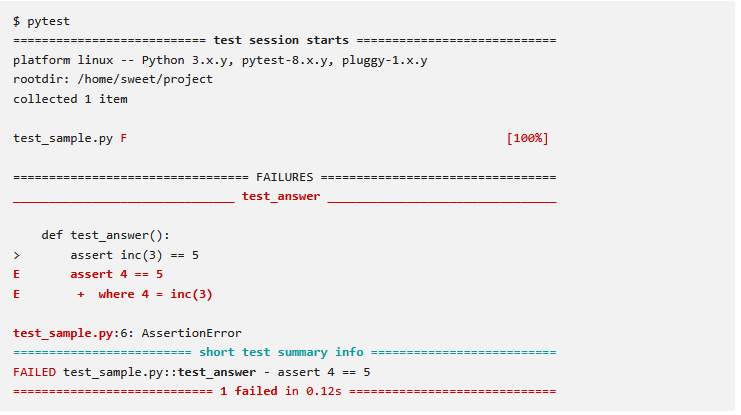 $ pytest
=========================== test session starts ============================
platform linux -- Python 3.x.y, pytest-8.x.y, pluggy-1.x.y
rootdir: /home/sweet/project
collected 1 item

test_sample.py F                                                     [100%]

================================= FAILURES =================================
_______________________________ test_answer ________________________________

    def test_answer():
>       assert inc(3) == 5
E       assert 4 == 5
E        +  where 4 = inc(3)

test_sample.py:6: AssertionError
========================= short test summary info ==========================
FAILED test_sample.py::test_answer - assert 4 == 5
============================ 1 failed in 0.12s =============================